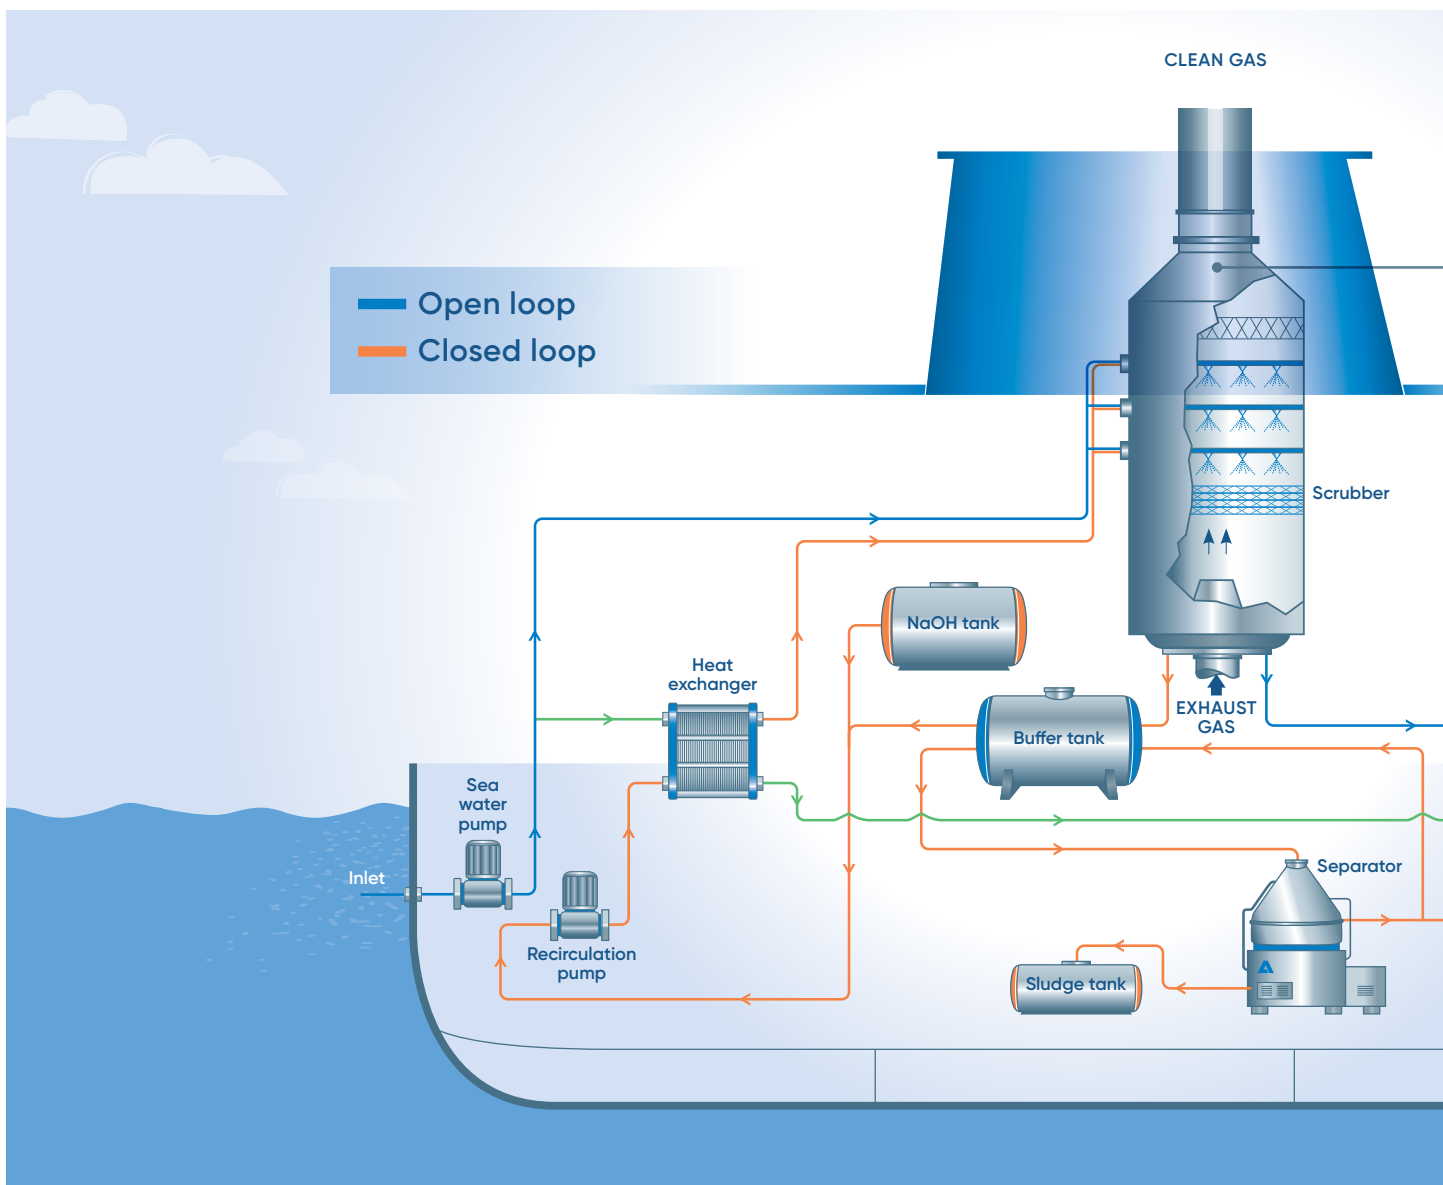 CLEAN GAS
Open loop
Closed loop
Scrubber
NaOH tank
Heat
exchanger
EXHAUST
GAS
Buffer tank
Sea
water
pump
Inlet
Separator
Recirculation
pump
Sludge tank